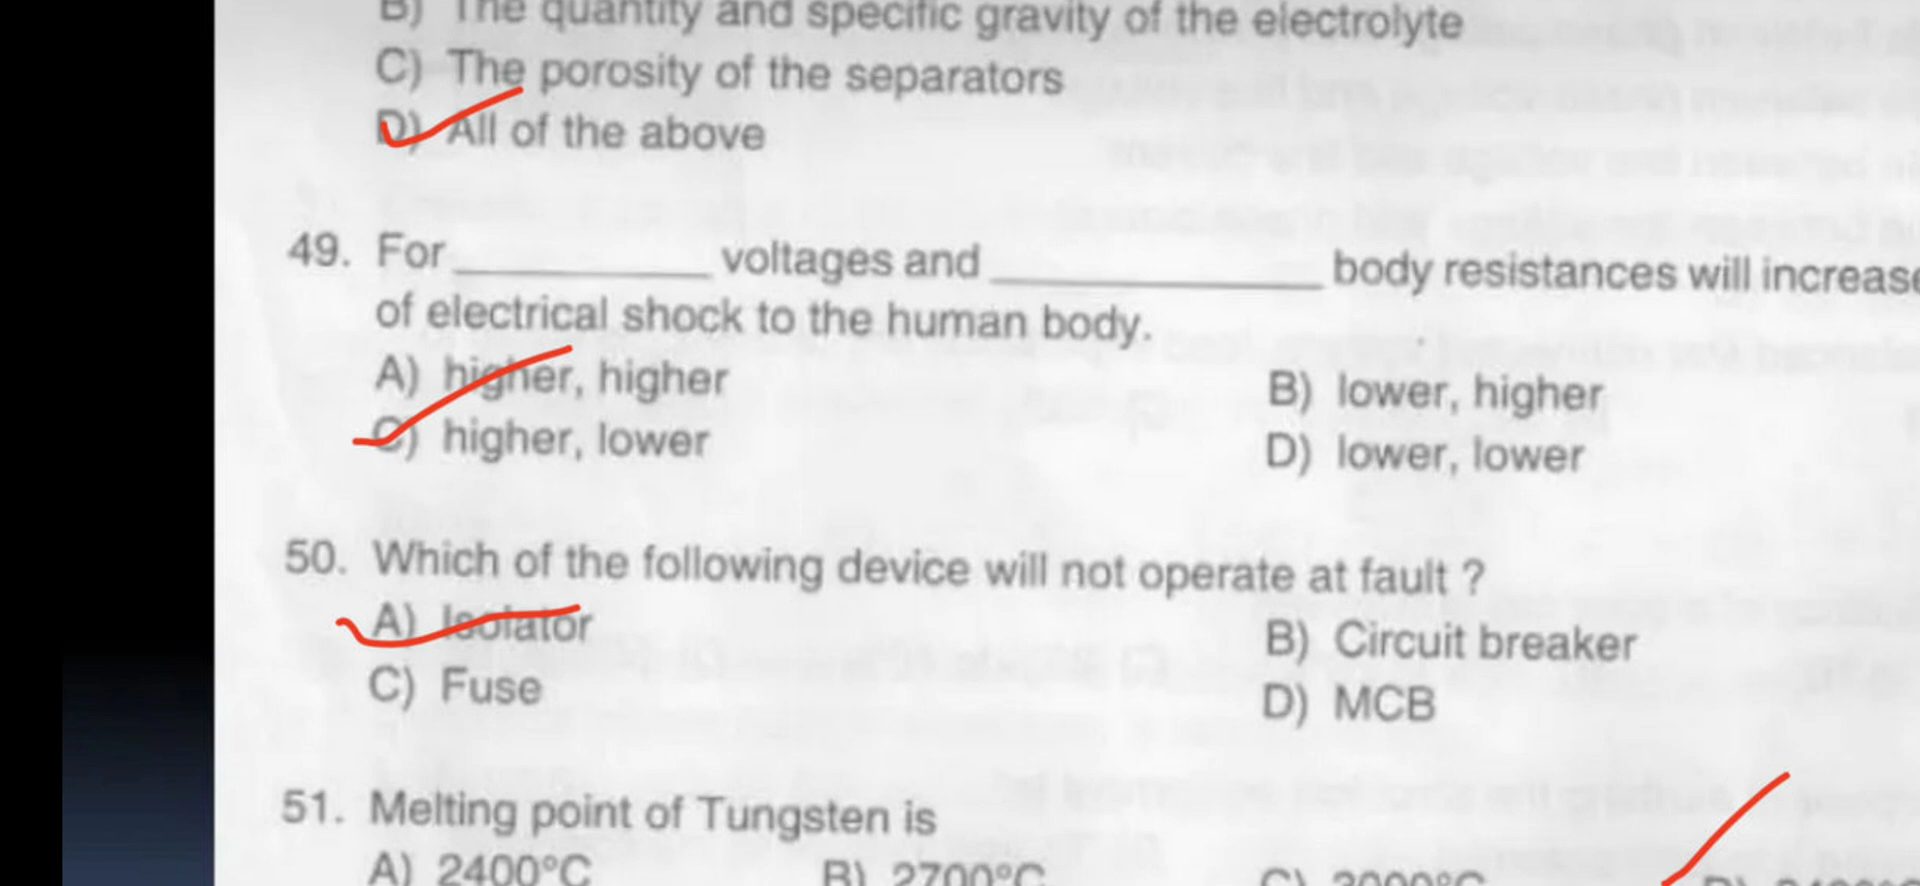 B) The quantity and specific gravity of the electrolyte
C) The porosity of the separators
D) All of the above
49. For ____________ voltages and ________________ body resistances will increase
of electrical shock to the human body.
A) higher, higher B) lower, higher
C) higher, lower D) lower, lower
50. Which of the following device will not operate at fault ?
A) Isolator B) Circuit breaker
C) Fuse D) MCB
51. Melting point of Tungsten is
A) 2400°C B) 2700°C C) 3000°C D)